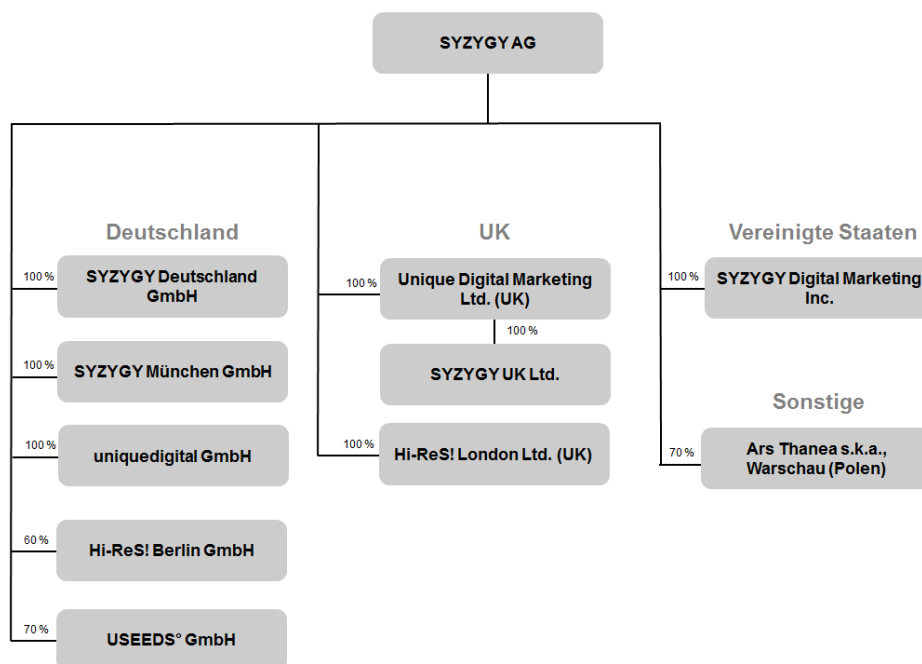 SYZYGY AG
Deutschland
100 %
SYZYGY Deutschland
GmbH
100 %
SYZYGY München GmbH
100 %
uniquedigital GmbH
60 %
Hi-ReS! Berlin GmbH
70 %
USEEDS° GmbH
UK
100 %
Unique Digital Marketing
Ltd. (UK)
100 %
SYZYGY UK Ltd.
100 %
Hi-ReS! London Ltd. (UK)
Vereinigte Staaten
100 %
SYZYGY Digital Marketing
Inc.
Sonstige
70 %
Ars Thanea s.k.a.,
Warschau (Polen)